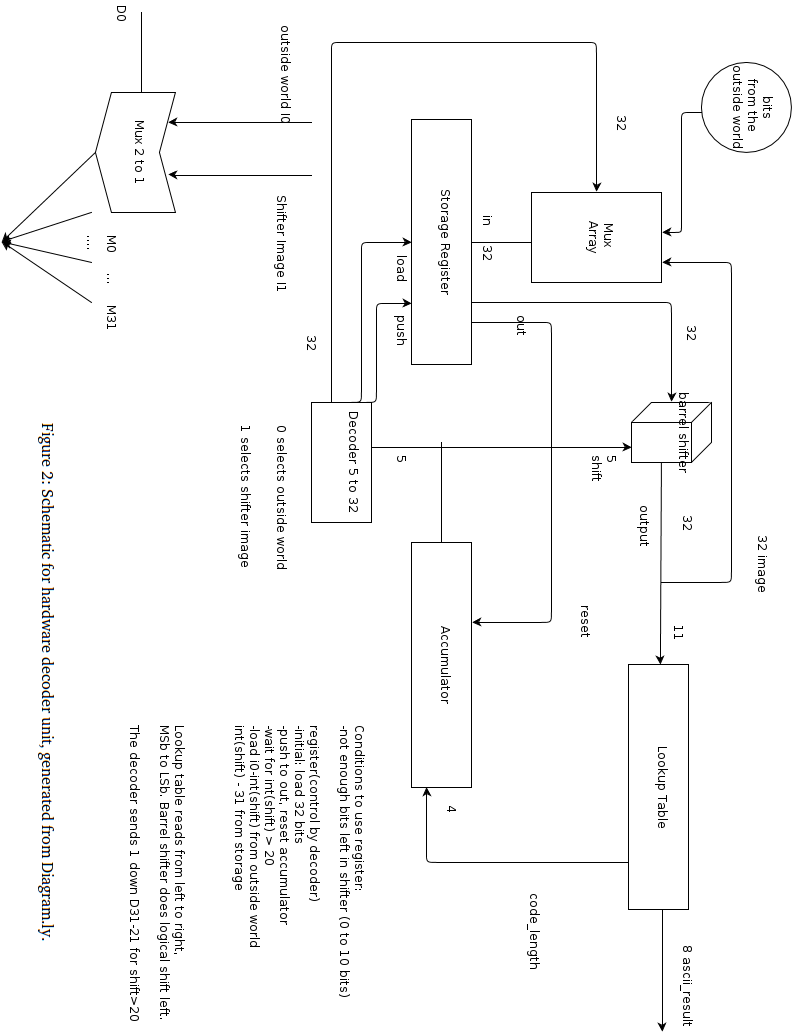 bits
from the
outside world
32
Mux
Array
32 image
32
barrel shifter
32
output
11
Lookup Table
8 ascii_result
in
32
out
5
shift
reset
code_length
Storage Register
load
push
5
Accumulator
4
32
Decoder 5 to 32
outside world I0
Shifter Image I1
0 selects outside world
1 selects shifter image
Conditions to use register:
-not enough bits left in shifter (0 to 10 bits)
register(control by decoder)
-initial: load 32 bits
-push to out, reset accumulator
-wait for int(shift) > 20
-load i0-int(shift) from outside world
int(shift) - 31 from storage
D0
Mux 2 to 1
M0
...
M31
....
Lookup table reads from left to right,
MSb to LSb. Barrel shifter does logical shift left.
The decoder sends 1 down D31-21 for shift>20
Figure 2: Schematic for hardware decoder unit, generated from Diagram.ly.